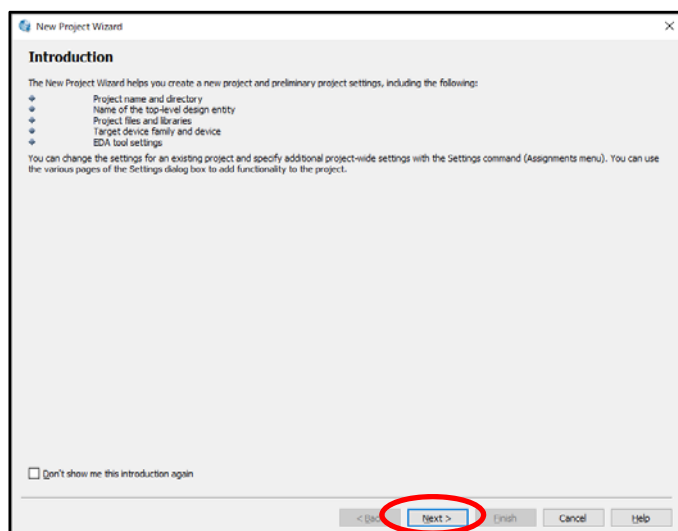 New Project Wizard
Introduction
The New Project Wizard helps you create a new project and preliminary project settings, including the following:
Project name and directory
Name of the top-level design entity
Project files and libraries
Target device family and device
EDA tool settings
You can change the settings for an existing project and specify additional project-wide settings with the Settings command (Assignments menu). You can use
the various pages of the Settings dialog box to add functionality to the project.
Don't show me this introduction again
< Back Next > Finish Cancel Help